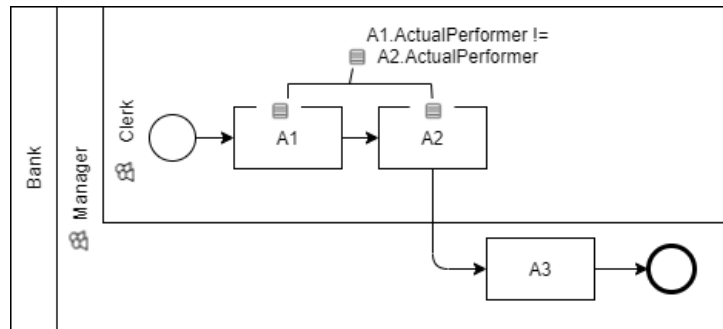 A1.ActualPerformer !=
A2.ActualPerformer
Bank
Manager
Clerk
A1
A2
A3